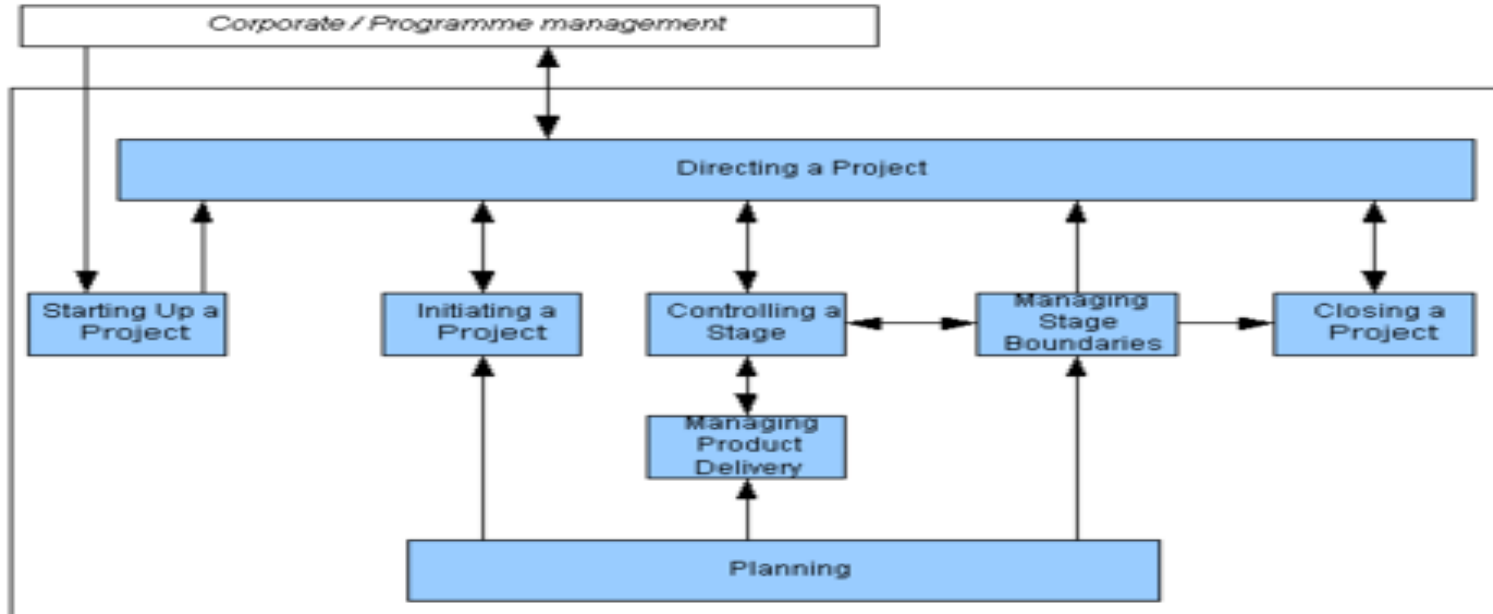 Corporate / Programme management
Directing a Project
Starting Up a
Project
Initiating a
Project
Controlling a
Stage
Managing
Stage
Boundaries
Closing a
Project
Managing
Product
Delivery
Planning